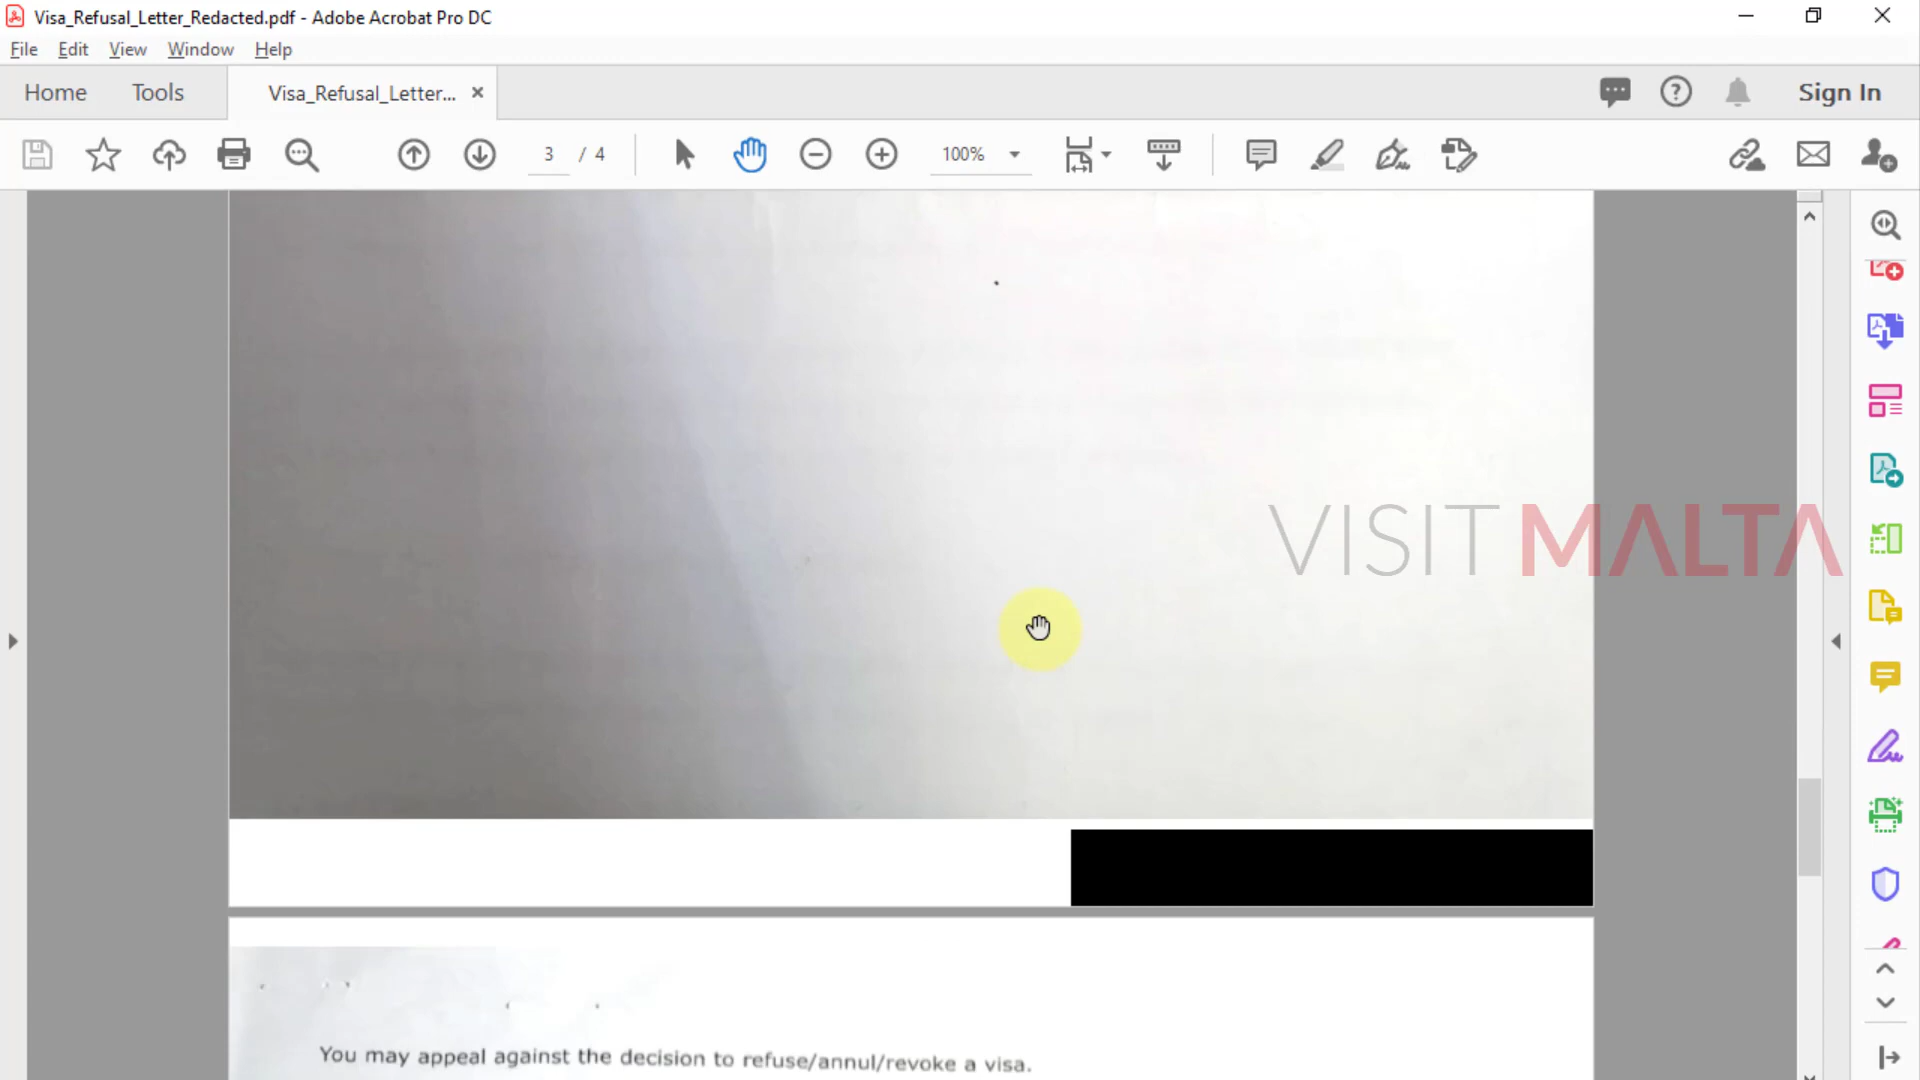 Visa_Refusal_Letter_Redacted.pdf - Adobe Acrobat Pro DC
File Edit View Window Help
Home Tools Visa_Refusal_Letter... Sign In
3 / 4 100%
VISIT MALTA
You may appeal against the decision to refuse/annul/revoke a visa.